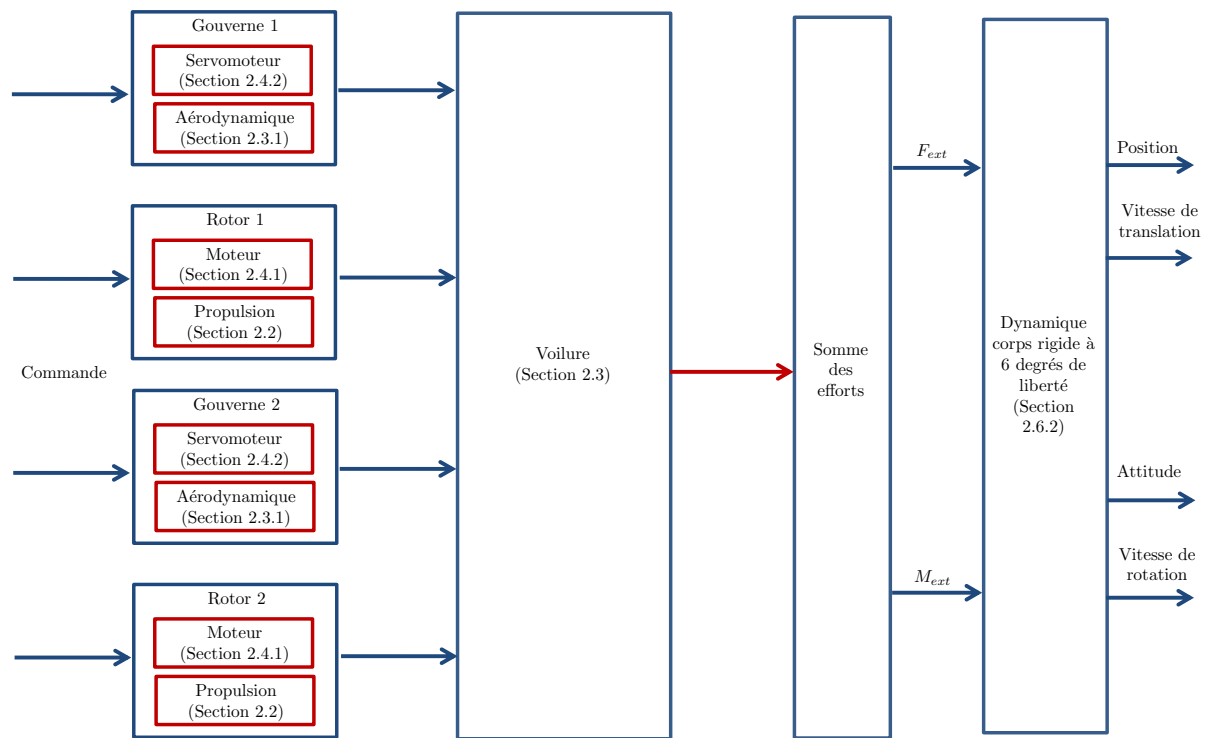 Gouverne 1
Servomoteur
(Section 2.4.2)
Aérodynamique
(Section 2.3.1)
Rotor 1
Moteur
(Section 2.4.1)
Propulsion
(Section 2.2)
Commande
Gouverne 2
Servomoteur
(Section 2.4.2)
Aérodynamique
(Section 2.3.1)
Rotor 2
Moteur
(Section 2.4.1)
Propulsion
(Section 2.2)
Voilure
(Section 2.3)
Somme
des
efforts
F_ext
M_ext
Dynamique
corps rigide à
6 degrés de
liberté
(Section
2.6.2)
Position
Vitesse de
translation
Attitude
Vitesse de
rotation